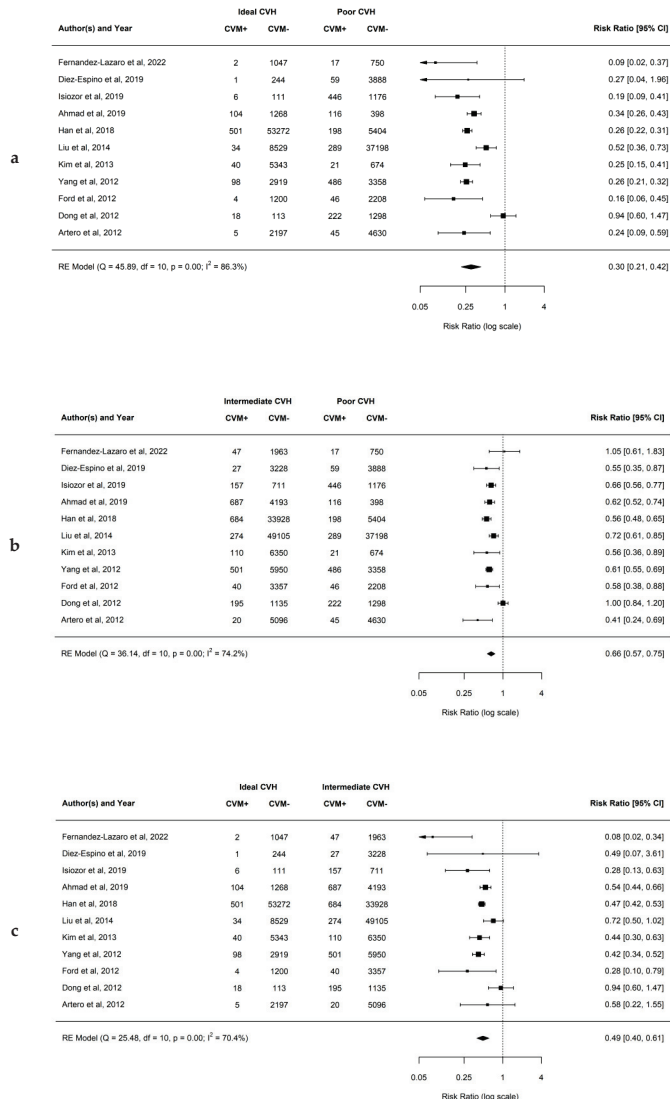 a
Ideal CVH Poor CVH
Author(s) and Year CVM+ CVM- CVM+ CVM- Risk Ratio [95% CI]
Fernandez-Lazaro et al, 2022 2 1047 17 750 0.09 [0.02, 0.37]
Diez-Espino et al, 2019 1 244 59 3888 0.27 [0.04, 1.96]
Isiozor et al, 2019 6 111 446 1176 0.19 [0.09, 0.41]
Ahmad et al, 2019 104 1268 116 398 0.34 [0.26, 0.43]
Han et al, 2018 501 53272 198 5404 0.26 [0.22, 0.31]
Liu et al, 2014 34 8529 289 37198 0.52 [0.36, 0.73]
Kim et al, 2013 40 5343 21 674 0.25 [0.15, 0.41]
Yang et al, 2012 98 2919 486 3358 0.26 [0.21, 0.32]
Ford et al, 2012 4 1200 46 2208 0.16 [0.06, 0.45]
Dong et al, 2012 18 113 222 1298 0.94 [0.60, 1.47]
Artero et al, 2012 5 2197 45 4630 0.24 [0.09, 0.59]
RE Model (Q = 45.89, df = 10, p = 0.00; I² = 86.3%) 0.30 [0.21, 0.42]
0.05 0.25 1 4
Risk Ratio (log scale)
b
Intermediate CVH Poor CVH
Author(s) and Year CVM+ CVM- CVM+ CVM- Risk Ratio [95% CI]
Fernandez-Lazaro et al, 2022 47 1963 17 750 1.05 [0.61, 1.83]
Diez-Espino et al, 2019 27 3228 59 3888 0.55 [0.35, 0.87]
Isiozor et al, 2019 157 711 446 1176 0.66 [0.56, 0.77]
Ahmad et al, 2019 687 4193 116 398 0.62 [0.52, 0.74]
Han et al, 2018 684 33928 198 5404 0.56 [0.48, 0.65]
Liu et al, 2014 274 49105 289 37198 0.72 [0.61, 0.85]
Kim et al, 2013 110 6350 21 674 0.56 [0.36, 0.89]
Yang et al, 2012 501 5950 486 3358 0.61 [0.55, 0.69]
Ford et al, 2012 40 3357 46 2208 0.58 [0.38, 0.88]
Dong et al, 2012 195 1135 222 1298 1.00 [0.84, 1.20]
Artero et al, 2012 20 5096 45 4630 0.41 [0.24, 0.69]
RE Model (Q = 36.14, df = 10, p = 0.00; I² = 74.2%) 0.66 [0.57, 0.75]
0.05 0.25 1 4
Risk Ratio (log scale)
c
Ideal CVH Intermediate CVH
Author(s) and Year CVM+ CVM- CVM+ CVM- Risk Ratio [95% CI]
Fernandez-Lazaro et al, 2022 2 1047 47 1963 0.08 [0.02, 0.34]
Diez-Espino et al, 2019 1 244 27 3228 0.49 [0.07, 3.61]
Isiozor et al, 2019 6 111 157 711 0.28 [0.13, 0.63]
Ahmad et al, 2019 104 1268 687 4193 0.54 [0.44, 0.66]
Han et al, 2018 501 53272 684 33928 0.47 [0.42, 0.53]
Liu et al, 2014 34 8529 274 49105 0.72 [0.50, 1.02]
Kim et al, 2013 40 5343 110 6350 0.44 [0.30, 0.63]
Yang et al, 2012 98 2919 501 5950 0.42 [0.34, 0.52]
Ford et al, 2012 4 1200 40 3357 0.28 [0.10, 0.79]
Dong et al, 2012 18 113 195 1135 0.94 [0.60, 1.47]
Artero et al, 2012 5 2197 20 5096 0.58 [0.22, 1.55]
RE Model (Q = 25.48, df = 10, p = 0.00; I² = 70.4%) 0.49 [0.40, 0.61]
0.05 0.25 1 4
Risk Ratio (log scale)